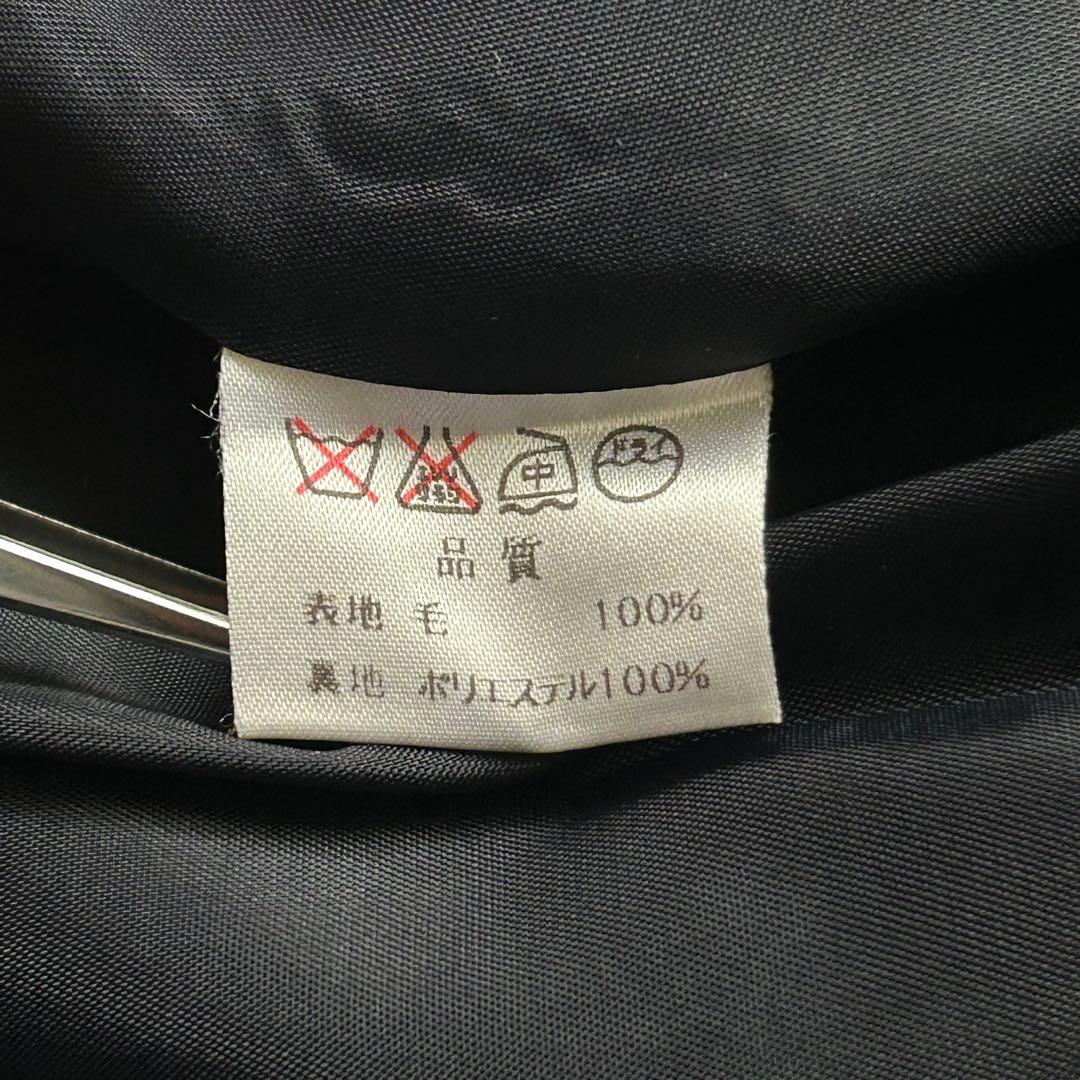 中 ドライ
品質
表地 毛 100%
裏地 ポリエステル100%